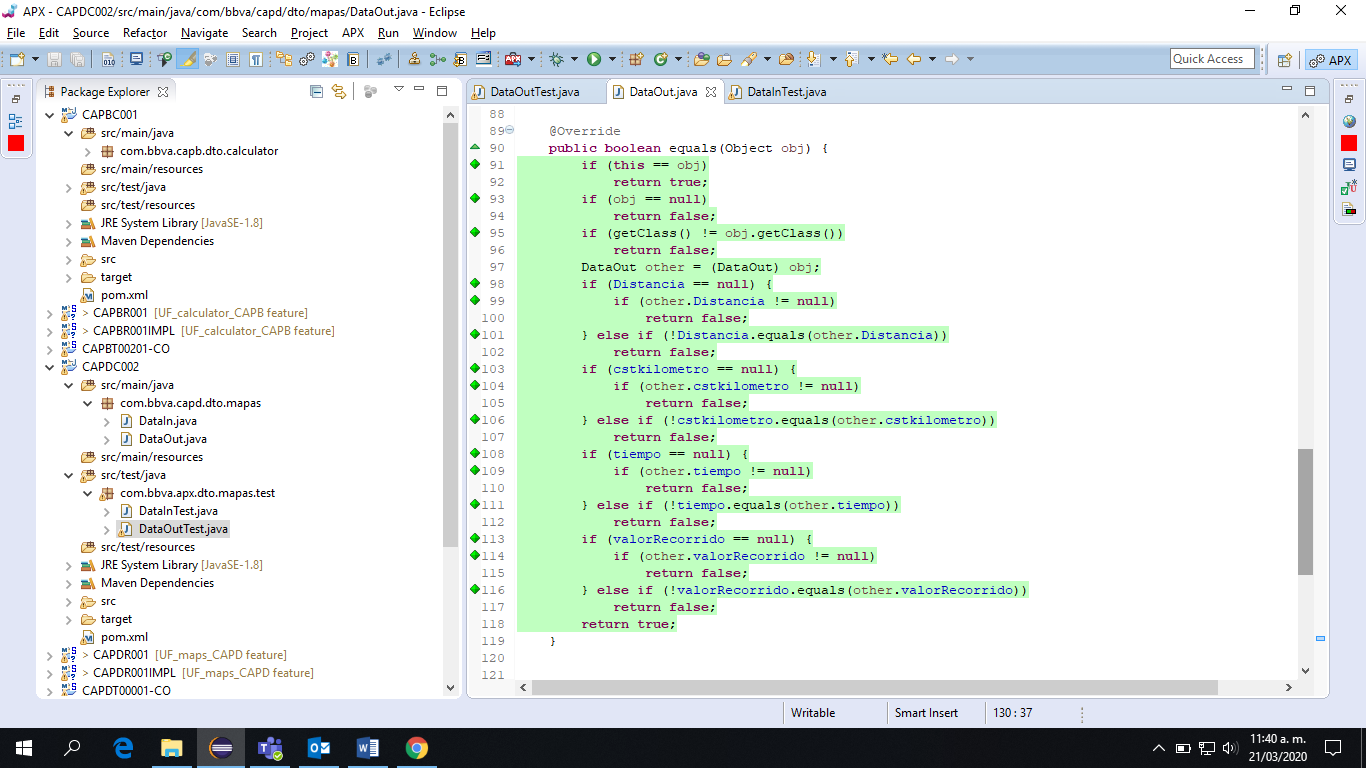 APX - CAPDC002/src/main/java/com/bbva/capd/dto/mapas/DataOut.java - Eclipse
File Edit Source Refactor Navigate Search Project APX Run Window Help
Quick Access
APX
Package Explorer
DataOutTest.java DataOut.java DataInTest.java
CAPBC001
src/main/java
com.bbva.capb.dto.calculator
src/main/resources
src/test/java
src/test/resources
JRE System Library [JavaSE-1.8]
Maven Dependencies
src
target
pom.xml
> CAPBR001 [UF_calculator_CAPB feature]
> CAPBR001IMPL [UF_calculator_CAPB feature]
CAPBT00201-CO
CAPDC002
src/main/java
com.bbva.capd.dto.mapas
DataIn.java
DataOut.java
src/main/resources
src/test/java
com.bbva.apx.dto.mapas.test
DataInTest.java
DataOutTest.java
src/test/resources
JRE System Library [JavaSE-1.8]
Maven Dependencies
src
target
pom.xml
> CAPDR001 [UF_maps_CAPD feature]
> CAPDR001IMPL [UF_maps_CAPD feature]
CAPDT00001-CO
88
89 @Override
90 public boolean equals(Object obj) {
91 if (this == obj)
92 return true;
93 if (obj == null)
94 return false;
95 if (getClass() != obj.getClass())
96 return false;
97 DataOut other = (DataOut) obj;
98 if (Distancia == null) {
99 if (other.Distancia != null)
100 return false;
101 } else if (!Distancia.equals(other.Distancia))
102 return false;
103 if (cstkilometro == null) {
104 if (other.cstkilometro != null)
105 return false;
106 } else if (!cstkilometro.equals(other.cstkilometro))
107 return false;
108 if (tiempo == null) {
109 if (other.tiempo != null)
110 return false;
111 } else if (!tiempo.equals(other.tiempo))
112 return false;
113 if (valorRecorrido == null) {
114 if (other.valorRecorrido != null)
115 return false;
116 } else if (!valorRecorrido.equals(other.valorRecorrido))
117 return false;
118 return true;
119 }
120
121
Writable Smart Insert 130 : 37
11:40 a. m.
21/03/2020